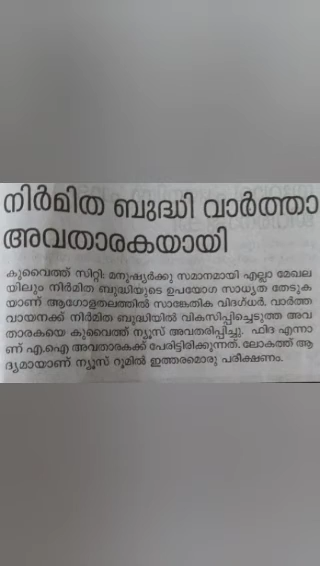 നിർമിത ബുദ്ധി വാർത്താ
അവതാരകയായി
കുവൈത്ത് സിറ്റി: മനുഷ്യർക്കു സമാനമായി എല്ലാ മേഖല
യിലും നിർമിത ബുദ്ധിയുടെ ഉപയോഗ സാധ്യത തേടുക
യാണ് ആഗോളതലത്തിൽ സാങ്കേതിക വിദഗ്ധർ. വാർത്ത
വായനക്ക് നിർമിത ബുദ്ധിയിൽ വികസിപ്പിച്ചെടുത്ത അവ
താരകയെ കുവൈത്ത് ന്യൂസ് അവതരിപ്പിച്ചു. ഫിദ എന്നാ
ണ് എ.ഐ അവതാരകക്ക് പേരിട്ടിരിക്കുന്നത്. ലോകത്ത് ആ
ദ്യമായാണ് ന്യൂസ് റൂമിൽ ഇത്തരമൊരു പരീക്ഷണം.